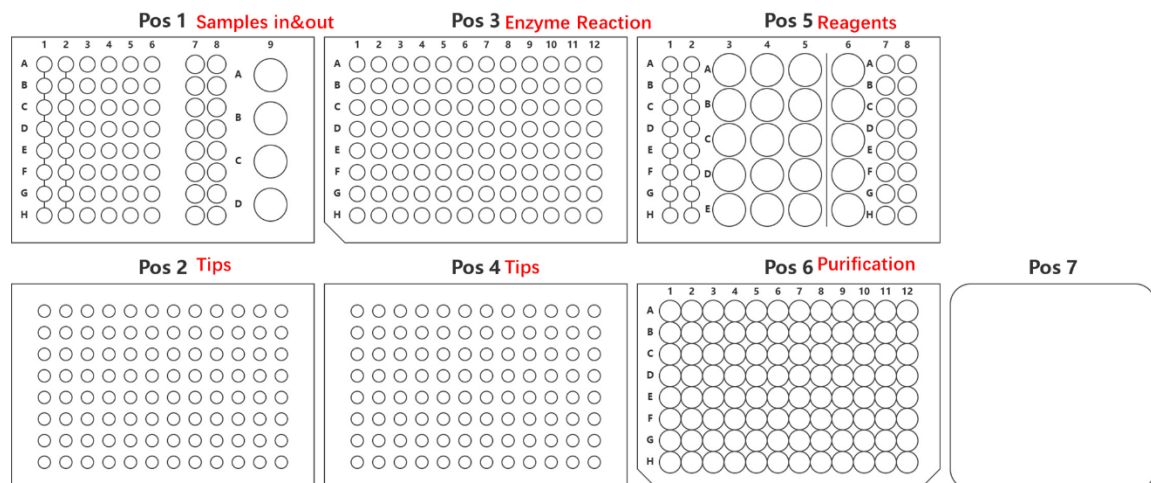 Pos 1 Samples in&out
1 2 3 4 5 6 7 8 9
A A
B
C B
D
E C
F
G D
H
Pos 3 Enzyme Reaction
1 2 3 4 5 6 7 8 9 10 11 12
A
B
C
D
E
F
G
H
Pos 5 Reagents
1 2 3 4 5 6 7 8
A A A
B B B
C C C
D D D
E E
F F
G G
H E H
Pos 2 Tips
Pos 4 Tips
Pos 6 Purification
1 2 3 4 5 6 7 8 9 10 11 12
A
B
C
D
E
F
G
H
Pos 7